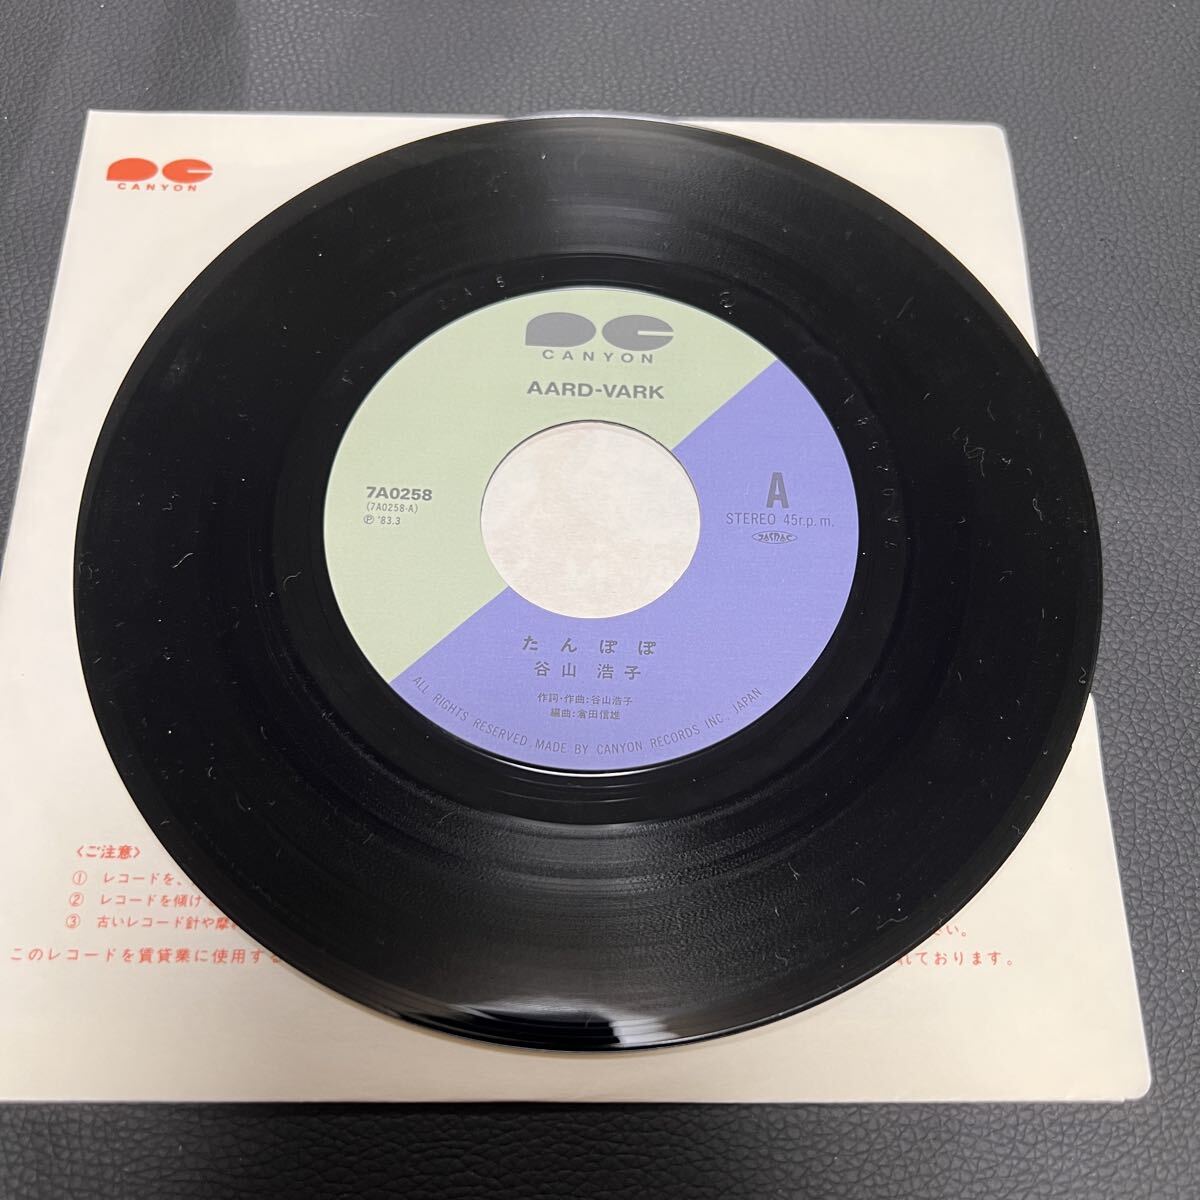 CANYON
CANYON
AARD-VARK
7A0258
(7A0258-A)
Ⓟ '83.3
A
STEREO 45r.p.m.
JASRAC
たんぽぽ
谷山 浩子
作詞・作曲:谷山浩子
編曲:倉田信雄
ALL RIGHTS RESERVED. MADE BY CANYON RECORDS INC., JAPAN
〈ご注意〉
① レコードを、
② レコードを傾け
③ 古いレコード針や摩
い。
このレコードを賃貸業に使用する
れております。